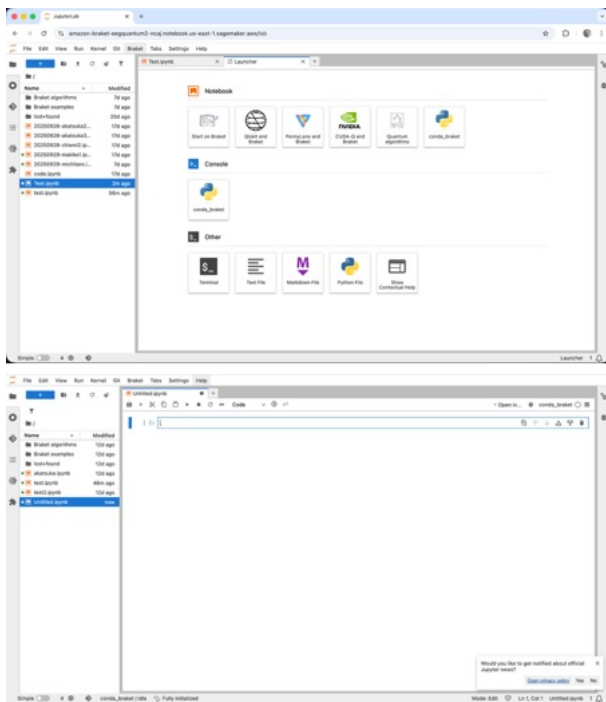 JupyterLab
amazon-braket-eegquantum2-ncaj.notebook.us-east-1.sagemaker.aws/lab
File Edit View Run Kernel Git Braket Tabs Settings Help
Test.ipynb
Launcher
/
Name Modified
Braket algorithms 7d ago
Braket examples 7d ago
lost+found 20d ago
17d ago
17d ago
17d ago
17d ago
7d ago
code.ipynb 17d ago
Test.ipynb 2m ago
test.ipynb 56m ago
Notebook
Start on Braket
Qiskit and Braket
PennyLane and Braket
NVIDIA
CUDA-Q and Braket
Quantum algorithms
conda_braket
Console
conda_braket
Other
Terminal
Text File
Markdown File
Python File
Show Contextual Help
Simple 4
Launcher 1
File Edit View Run Kernel Git Braket Tabs Settings Help
Untitled.ipynb
Code
Open in...
conda_braket
[ ]:
/
Name Modified
Braket algorithms 12d ago
Braket examples 12d ago
lost+found 12d ago
akatsuka.ipynb 12d ago
test.ipynb 46m ago
test2.ipynb 12d ago
Untitled.ipynb now
Would you like to get notified about official
Jupyter news?
Open privacy policy Yes No
Simple 4 conda_braket | Idle Fully initialized
Mode: Edit Ln 1, Col 1 Untitled.ipynb 1